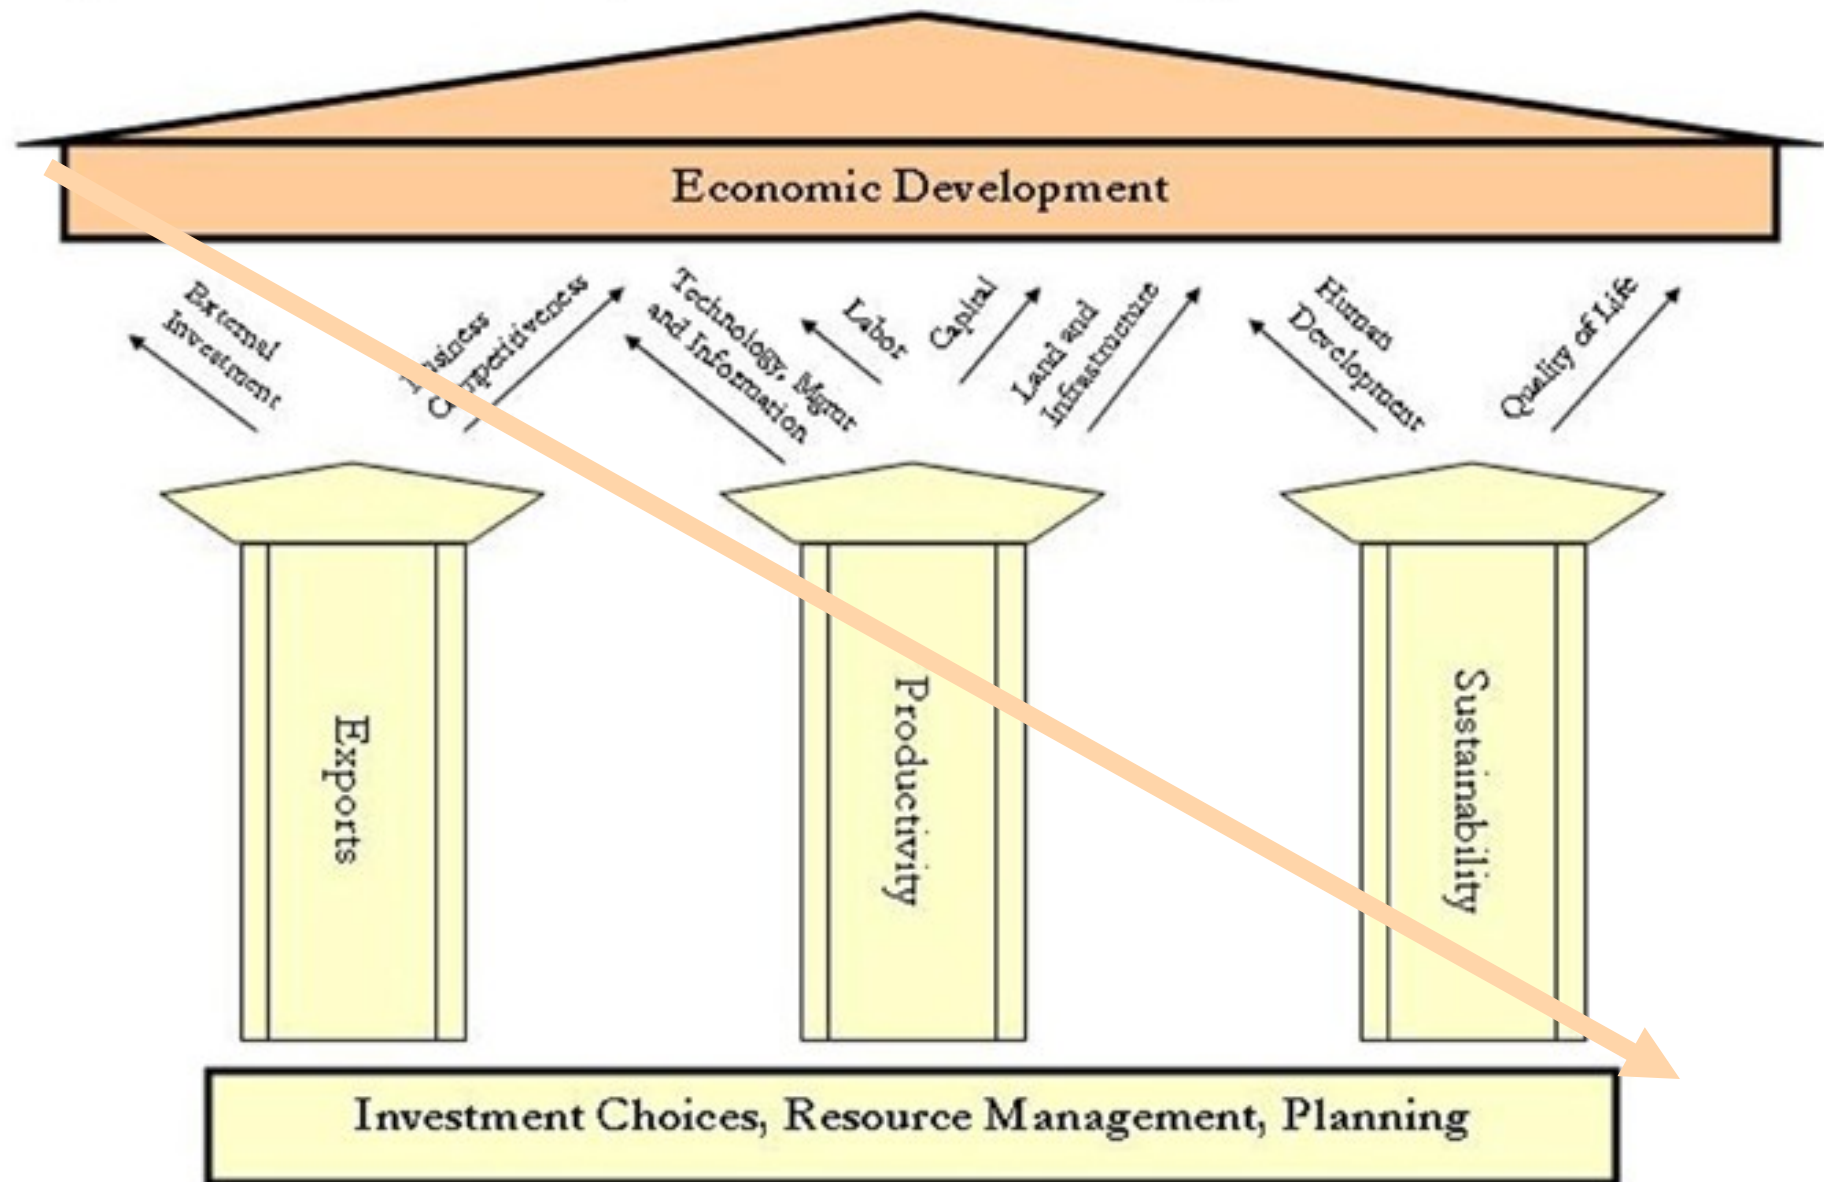 Economic Development
External
Investment
Competitiveness
Technology, Mgmt
and Information
Labor
Capital
Land and
Infrastructure
Human
Development
Quality of Life
Exports
Productivity
Sustainability
Investment Choices, Resource Management, Planning